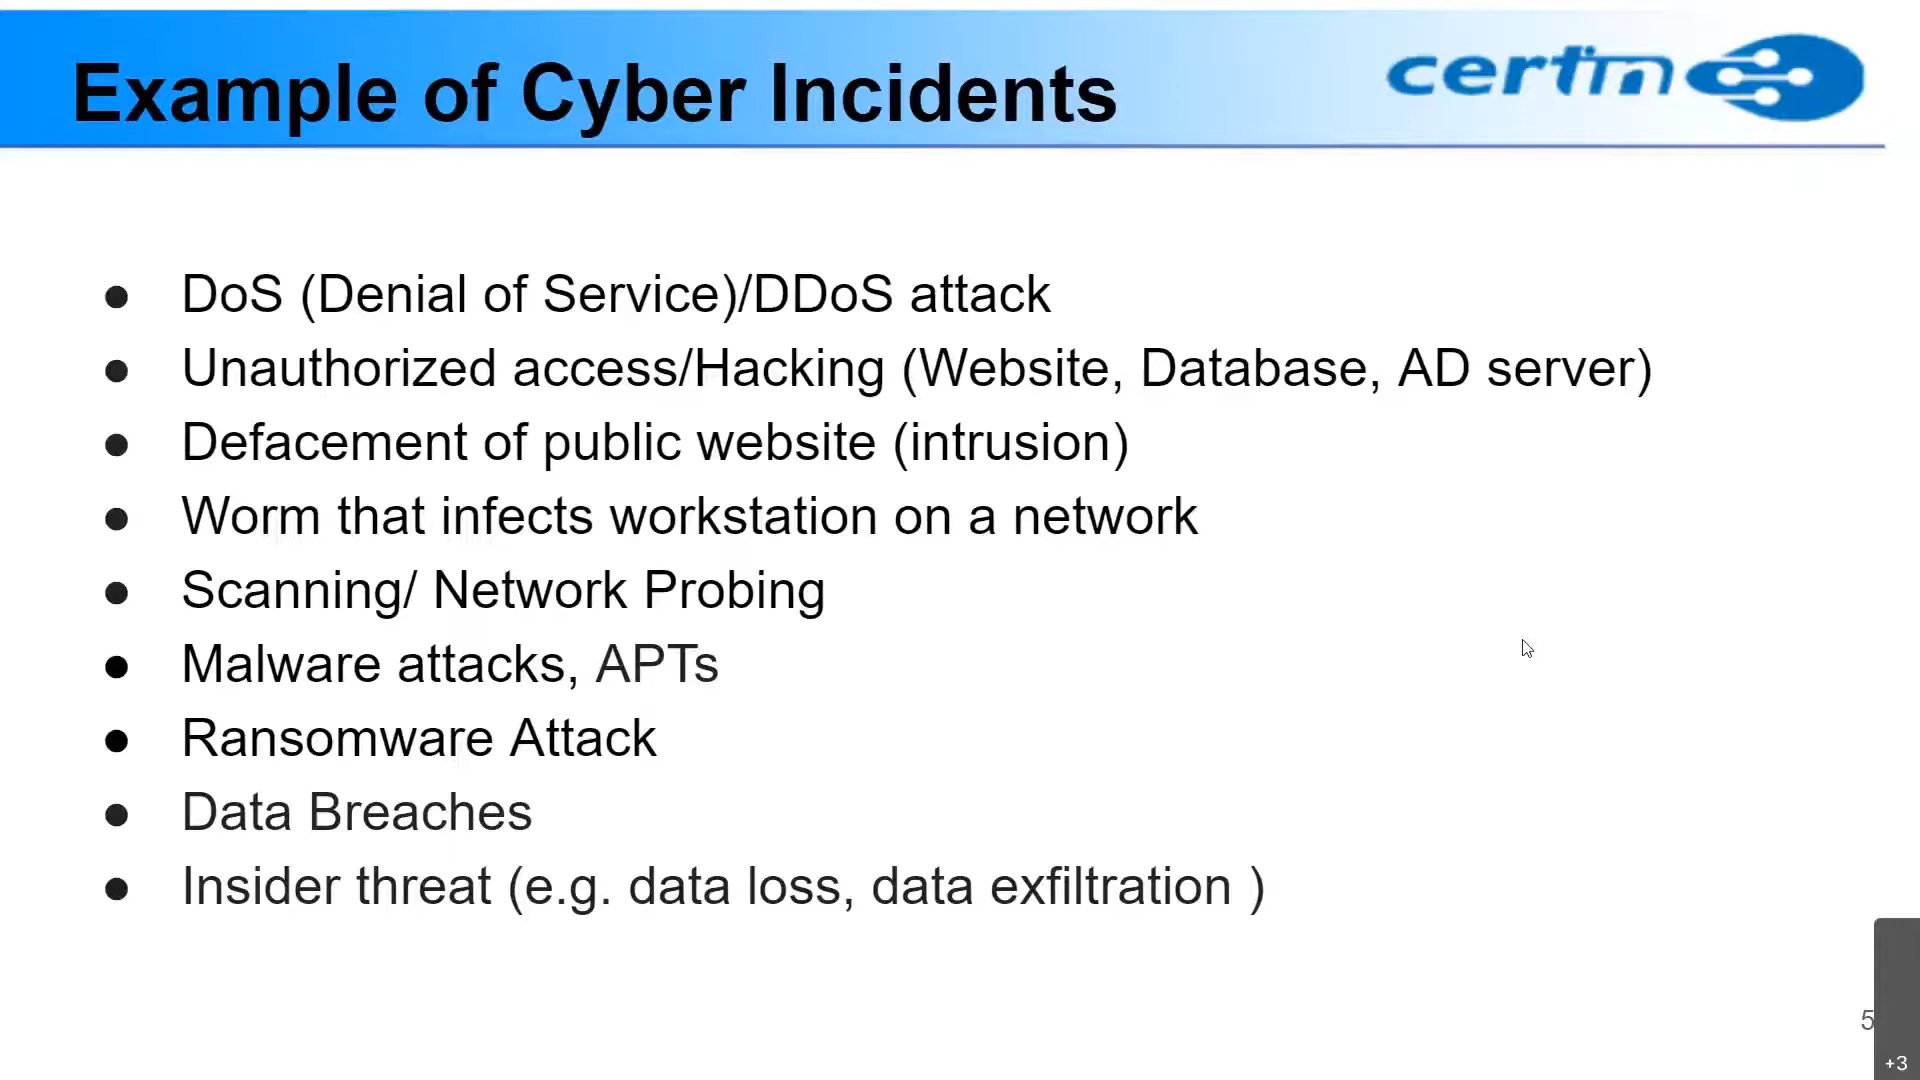 Example of Cyber Incidents
certin
● DoS (Denial of Service)/DDoS attack
● Unauthorized access/Hacking (Website, Database, AD server)
● Defacement of public website (intrusion)
● Worm that infects workstation on a network
● Scanning/ Network Probing
● Malware attacks, APTs
● Ransomware Attack
● Data Breaches
● Insider threat (e.g. data loss, data exfiltration )
5
+3